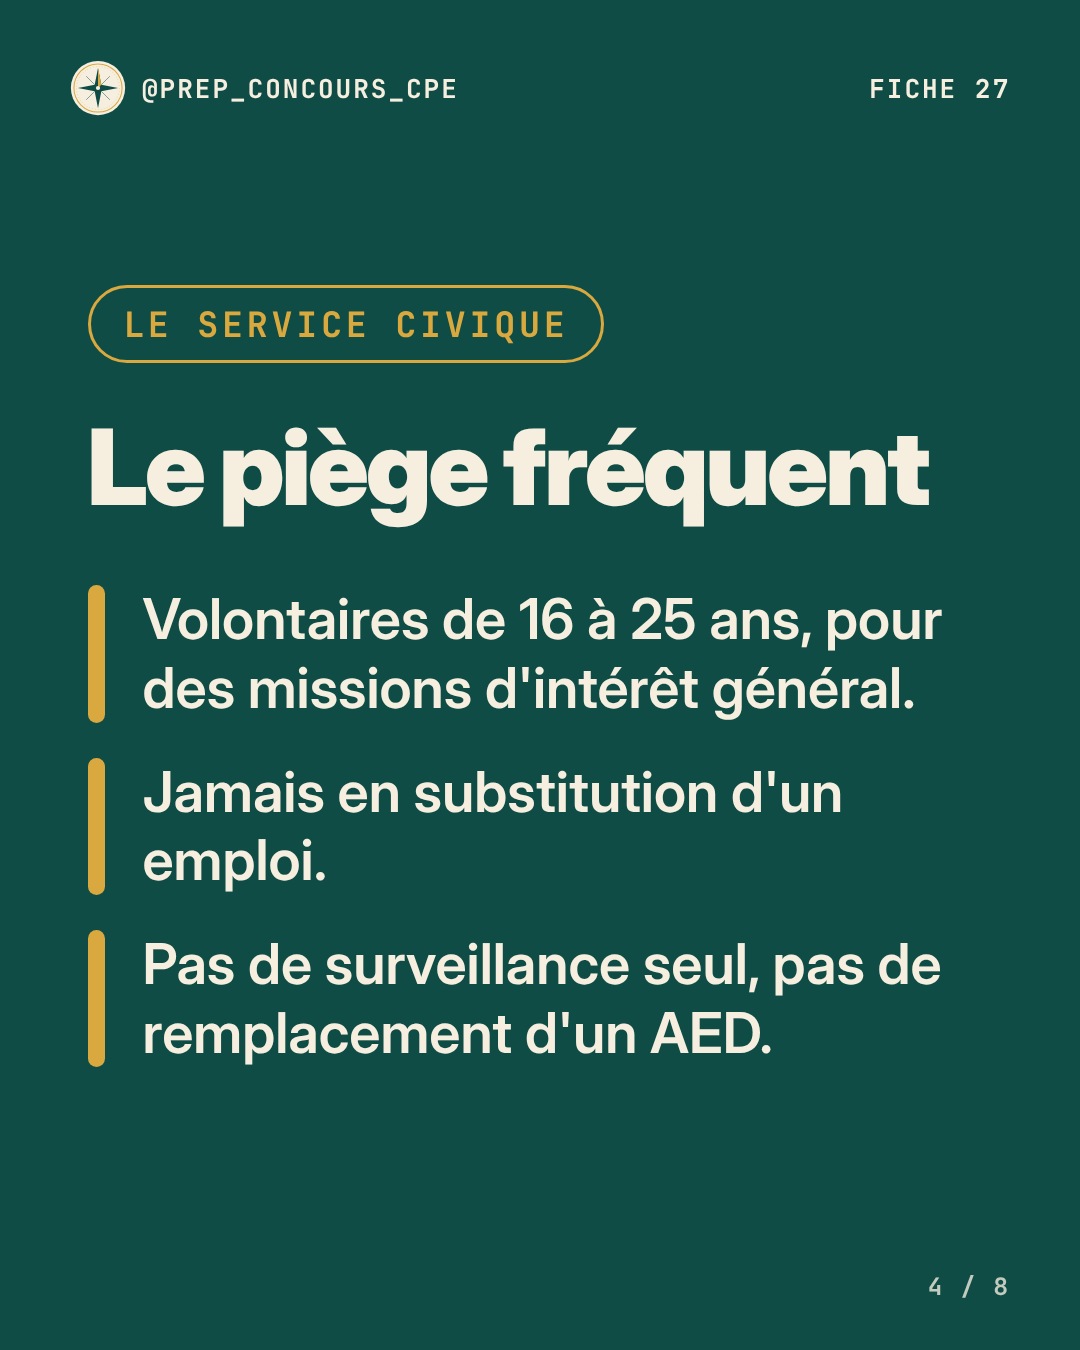 @PREP_CONCOURS_CPE
FICHE 27
LE SERVICE CIVIQUE
Le piège fréquent
Volontaires de 16 à 25 ans, pour
des missions d'intérêt général.
Jamais en substitution d'un
emploi.
Pas de surveillance seul, pas de
remplacement d'un AED.
4 / 8